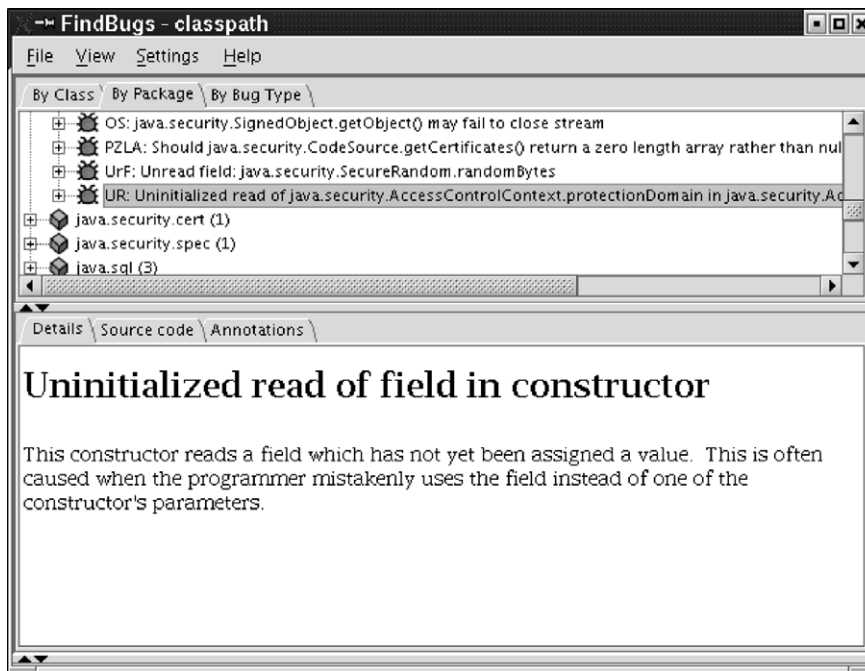 FindBugs - classpath
File View Settings Help
By Class By Package By Bug Type
OS: java.security.SignedObject.getObject() may fail to close stream
PZLA: Should java.security.CodeSource.getCertificates() return a zero length array rather than nul
UrF: Unread field: java.security.SecureRandom.randomBytes
UR: Uninitialized read of java.security.AccessControlContext.protectionDomain in java.security.Ac
java.security.cert (1)
java.security.spec (1)
java.sql (3)
Details Source code Annotations
Uninitialized read of field in constructor
This constructor reads a field which has not yet been assigned a value. This is often
caused when the programmer mistakenly uses the field instead of one of the
constructor's parameters.